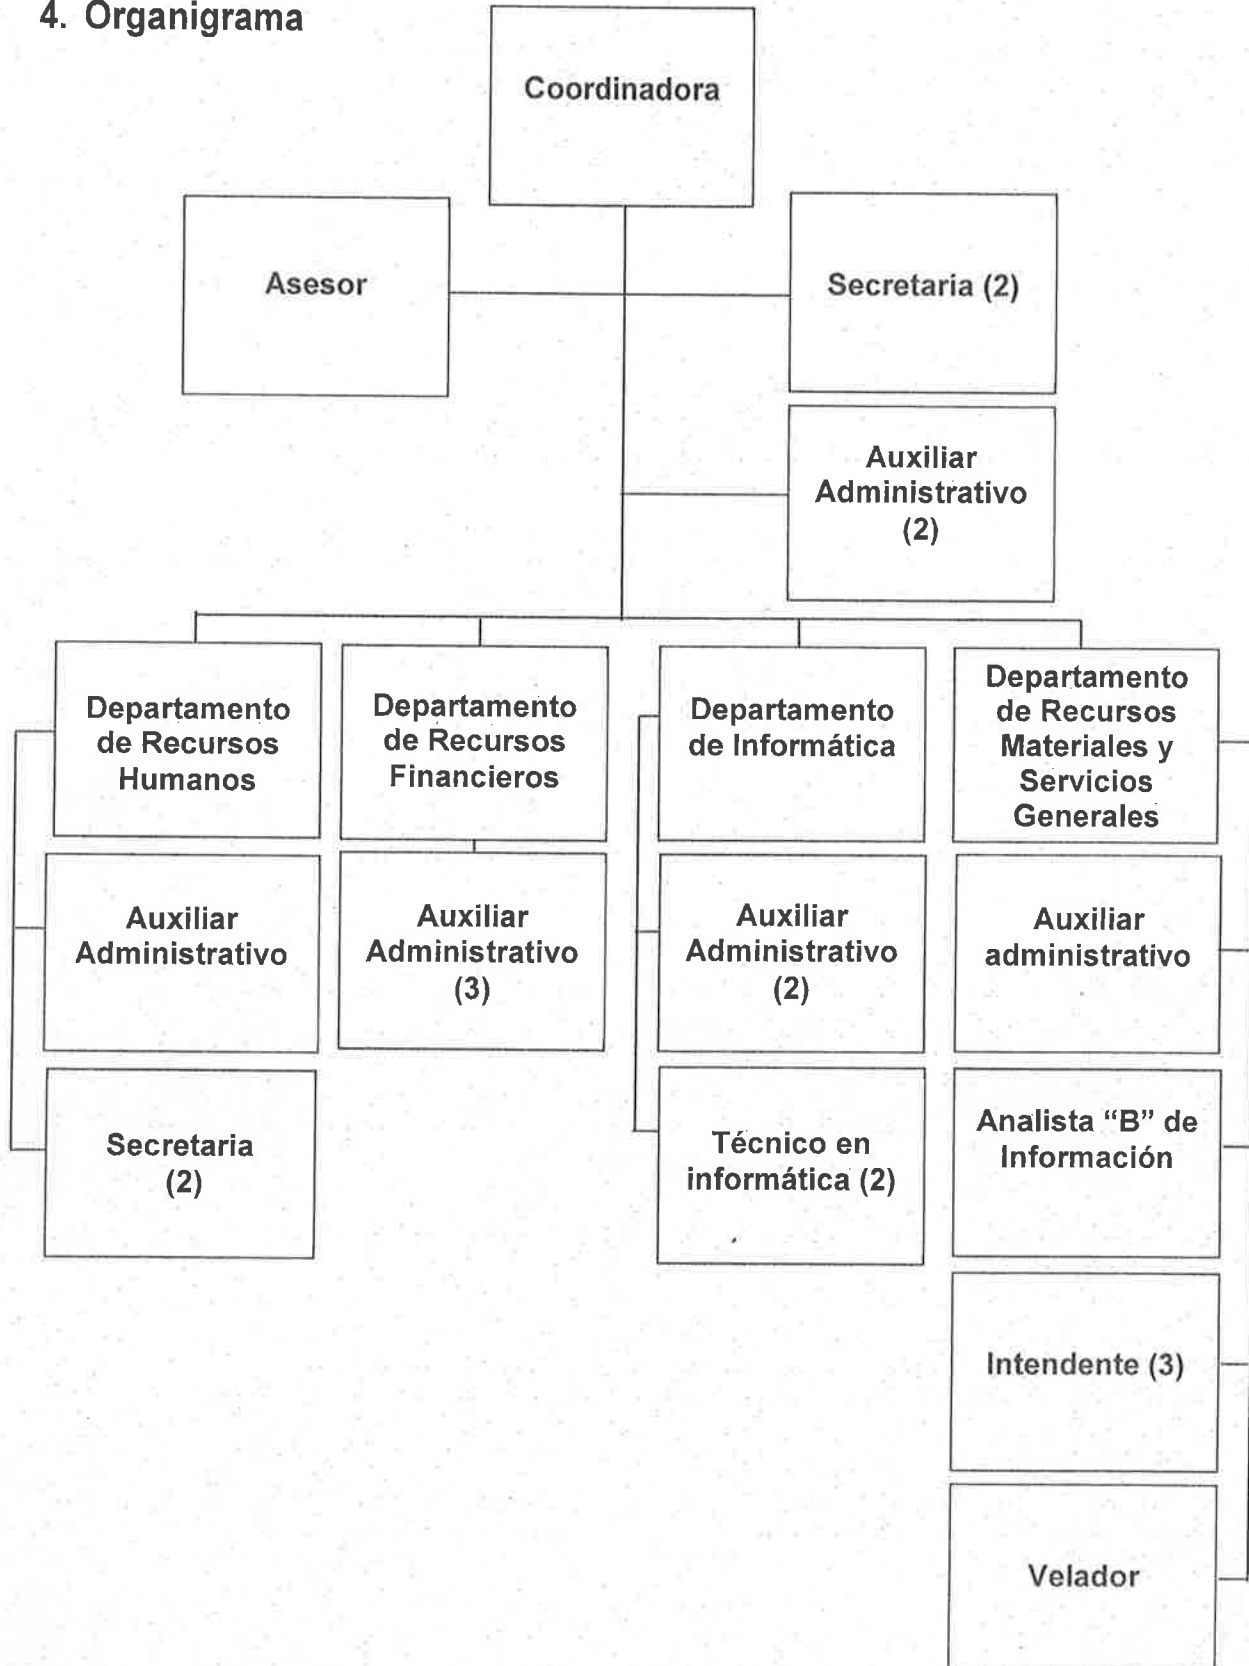 4. Organigrama
Coordinadora
Asesor
Secretaria (2)
Auxiliar
Administrativo
(2)
Departamento
de Recursos
Humanos
Departamento
de Recursos
Financieros
Departamento
de Informática
Departamento
de Recursos
Materiales y
Servicios
Generales
Auxiliar
Administrativo
Auxiliar
Administrativo
(3)
Auxiliar
Administrativo
(2)
Auxiliar
administrativo
Secretaria
(2)
Técnico en
informática (2)
Analista “B” de
Información
Intendente (3)
Velador